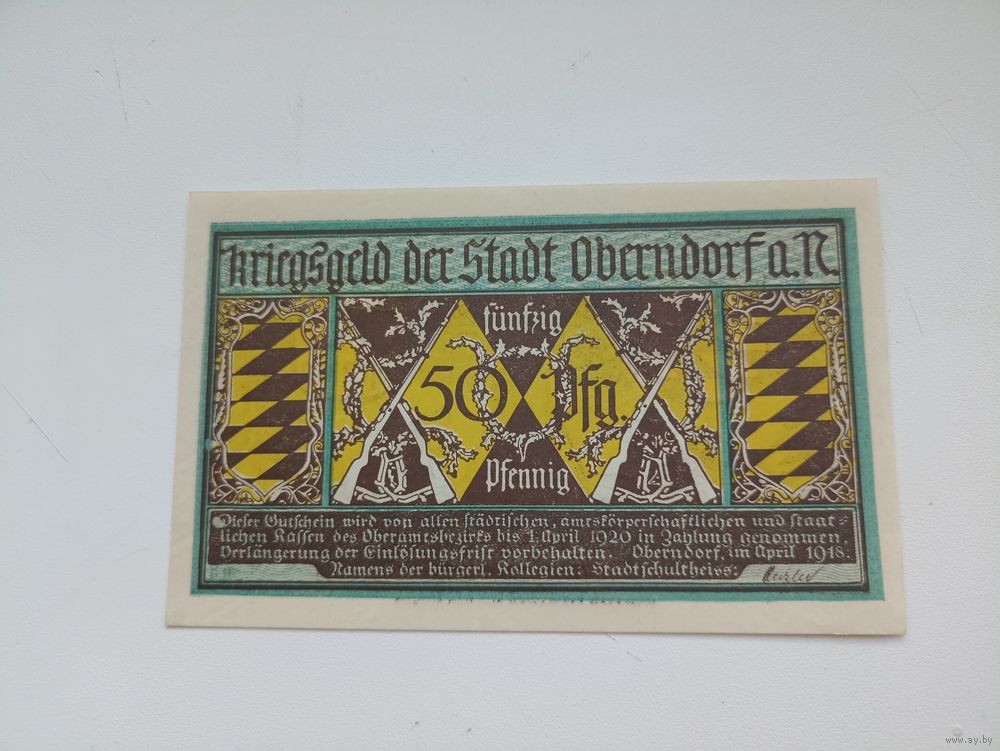 Kriegsgeld der Stadt Oberndorf a.N.
fünfzig
50 Pfg.
Pfennig
Dieser Gutschein wird von allen städtischen, amtskörperschaftlichen und staat-
lichen Kassen des Oberamtsbezirks bis 1. April 1920 in Zahlung genommen
Verlängerung der Einlösungsfrist vorbehalten. Oberndorf, im April 1918.
Namens der bürgerl. Kollegien: Stadtschultheiss:
www.ay.by